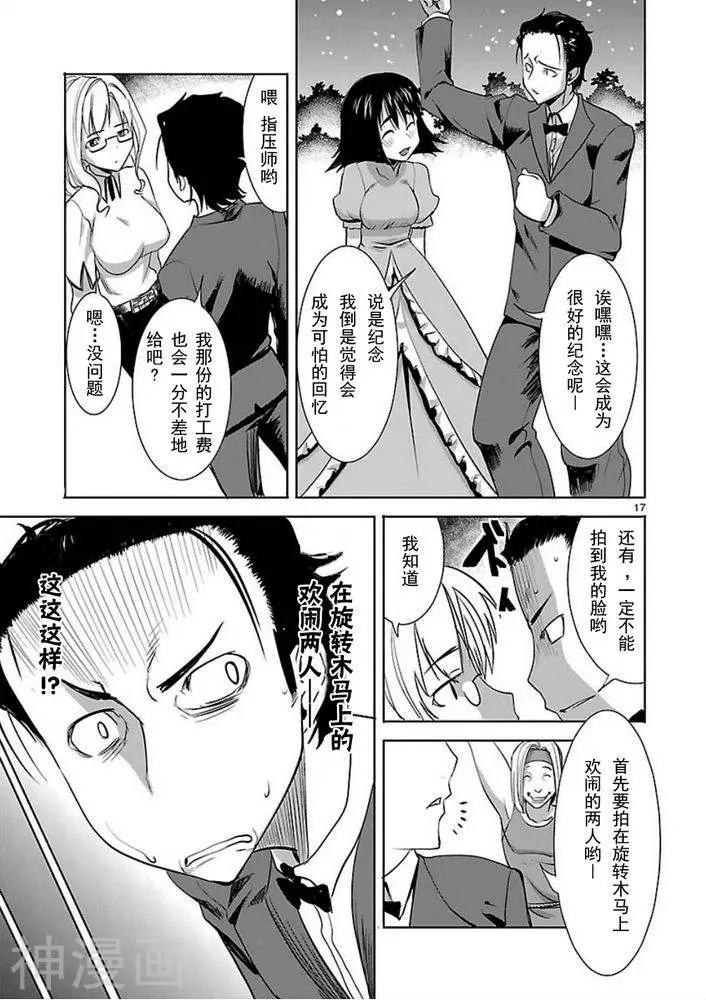 诶嘿嘿…这会成为
很好的纪念呢—
说是纪念
我倒是觉得会
成为可怕的回忆
喂 指压师哟
我那份的打工费
也会一分不差地
给吧？
嗯…没问题
17
还有，一定不能
拍到我的脸哟
ズズ
我知道
首先要拍在旋转木马上
欢闹的两人哟—
在旋转木马上的
欢闹两人—
这这这样!?
神漫画